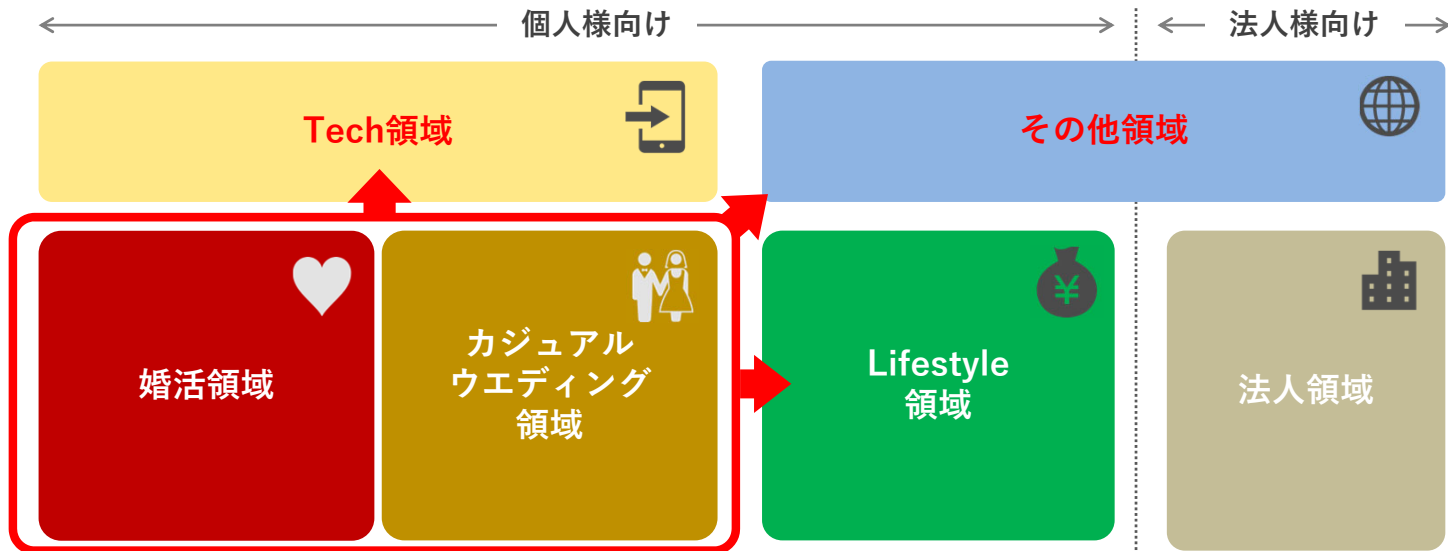 個人様向け
法人様向け
Tech領域
その他領域
婚活領域
カジュアル
ウエディング
領域
¥
Lifestyle
領域
法人領域